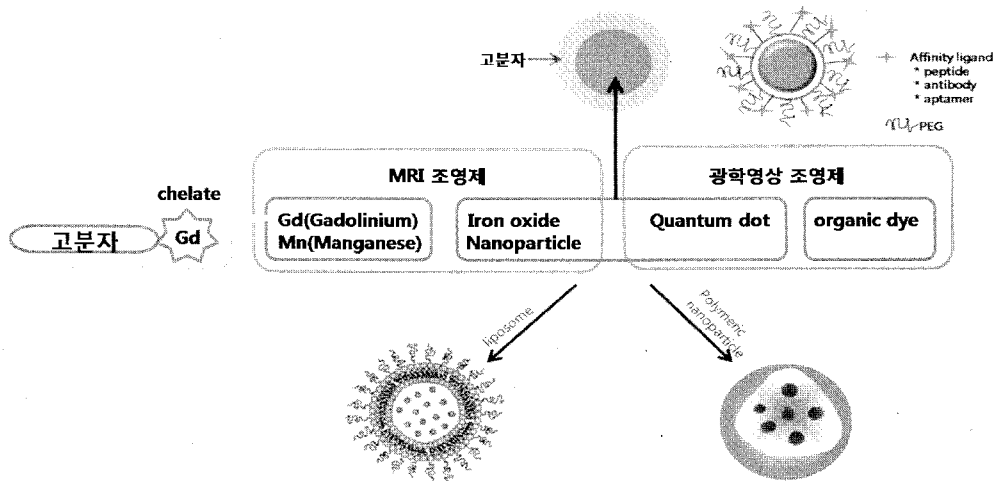 고분자
Affinity ligand
* peptide
* antibody
* aptamer
PEG
MRI 조영제
광학영상 조영제
chelate
고분자
Gd
Gd(Gadolinium)
Mn(Manganese)
Iron oxide
Nanoparticle
Quantum dot
organic dye
liposome
Polymeric
nanoparticle